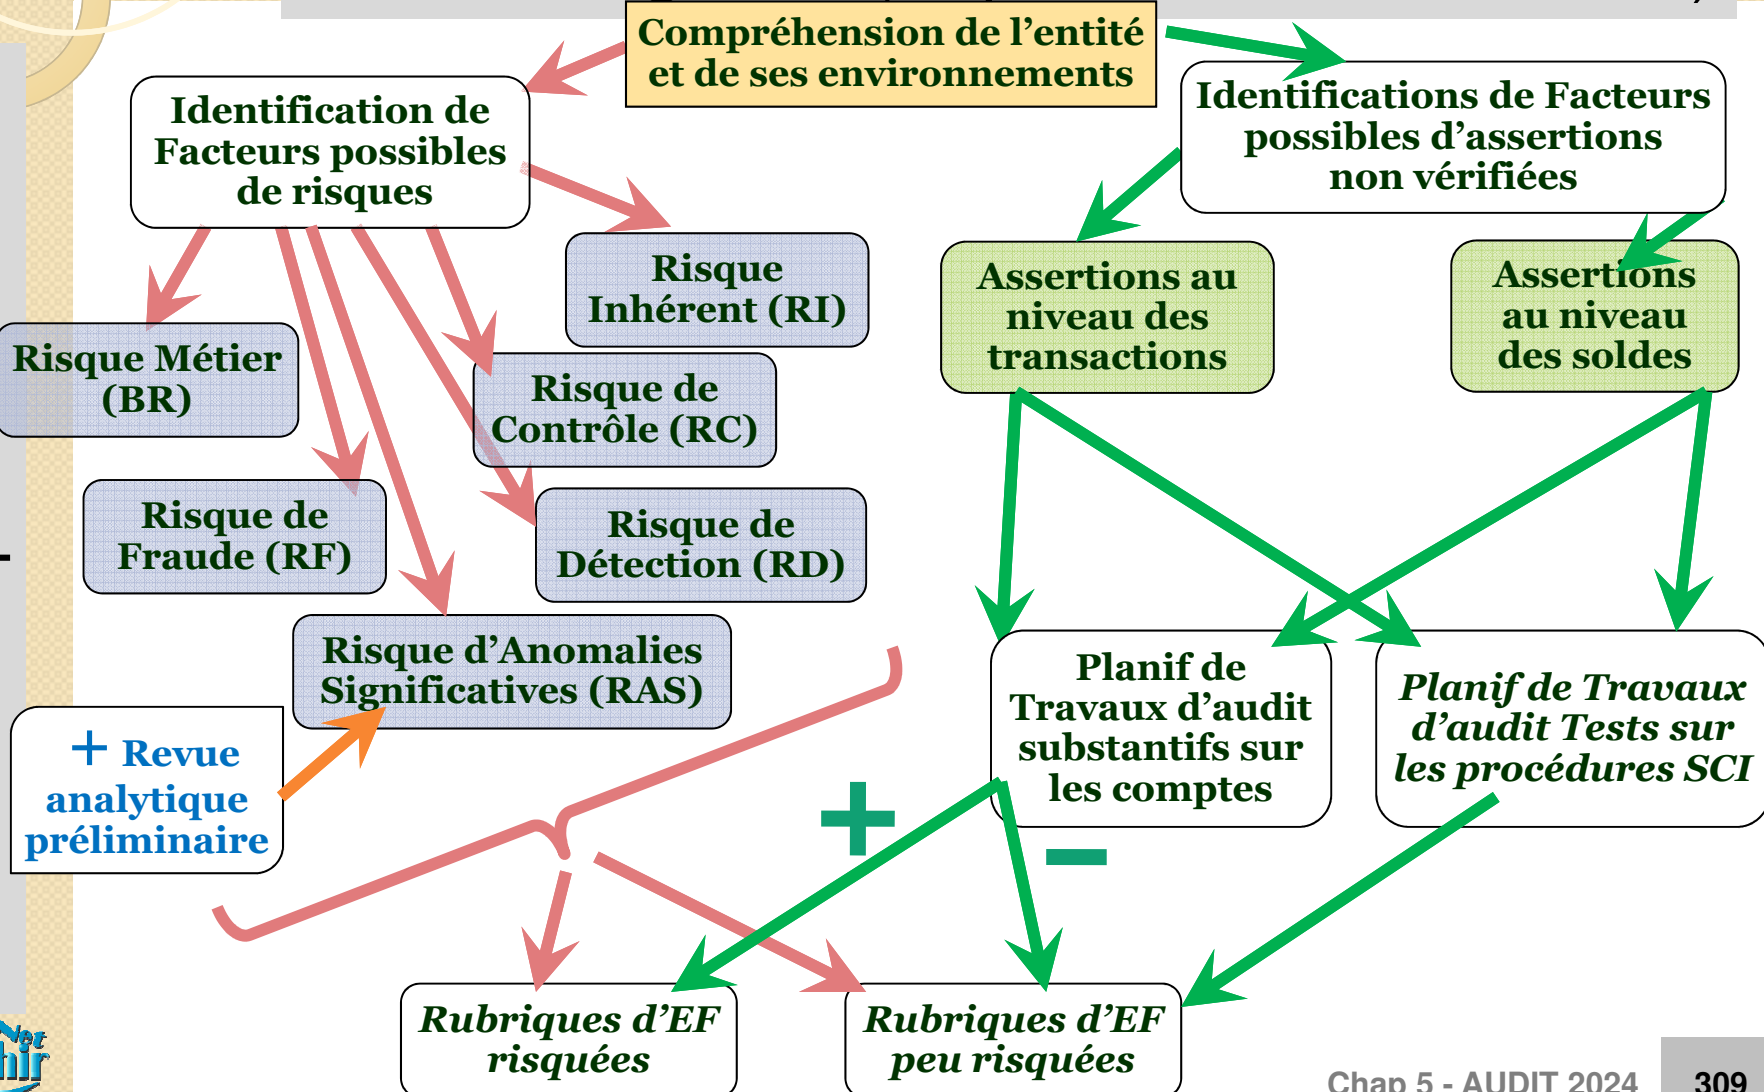 Compréhension de l’entité
et de ses environnements
Identification de
Facteurs possibles
de risques
Identifications de Facteurs
possibles d’assertions
non vérifiées
Risque
Inhérent (RI)
Assertions au
niveau des
transactions
Assertions
au niveau
des soldes
Risque Métier
(BR)
Risque de
Contrôle (RC)
Risque de
Fraude (RF)
Risque de
Détection (RD)
Risque d’Anomalies
Significatives (RAS)
+ Revue
analytique
préliminaire
Planif de
Travaux d’audit
substantifs sur
les comptes
Planif de Travaux
d’audit Tests sur
les procédures SCI
+
–
Rubriques d’EF
risquées
Rubriques d’EF
peu risquées
Net
Chap 5 - AUDIT 2024
309